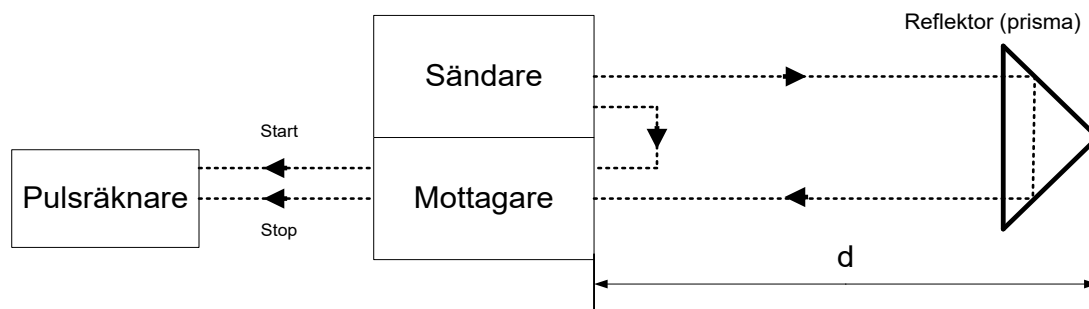 Reflektor (prisma)
Sändare
Start
Pulsräknare
Mottagare
Stop
d